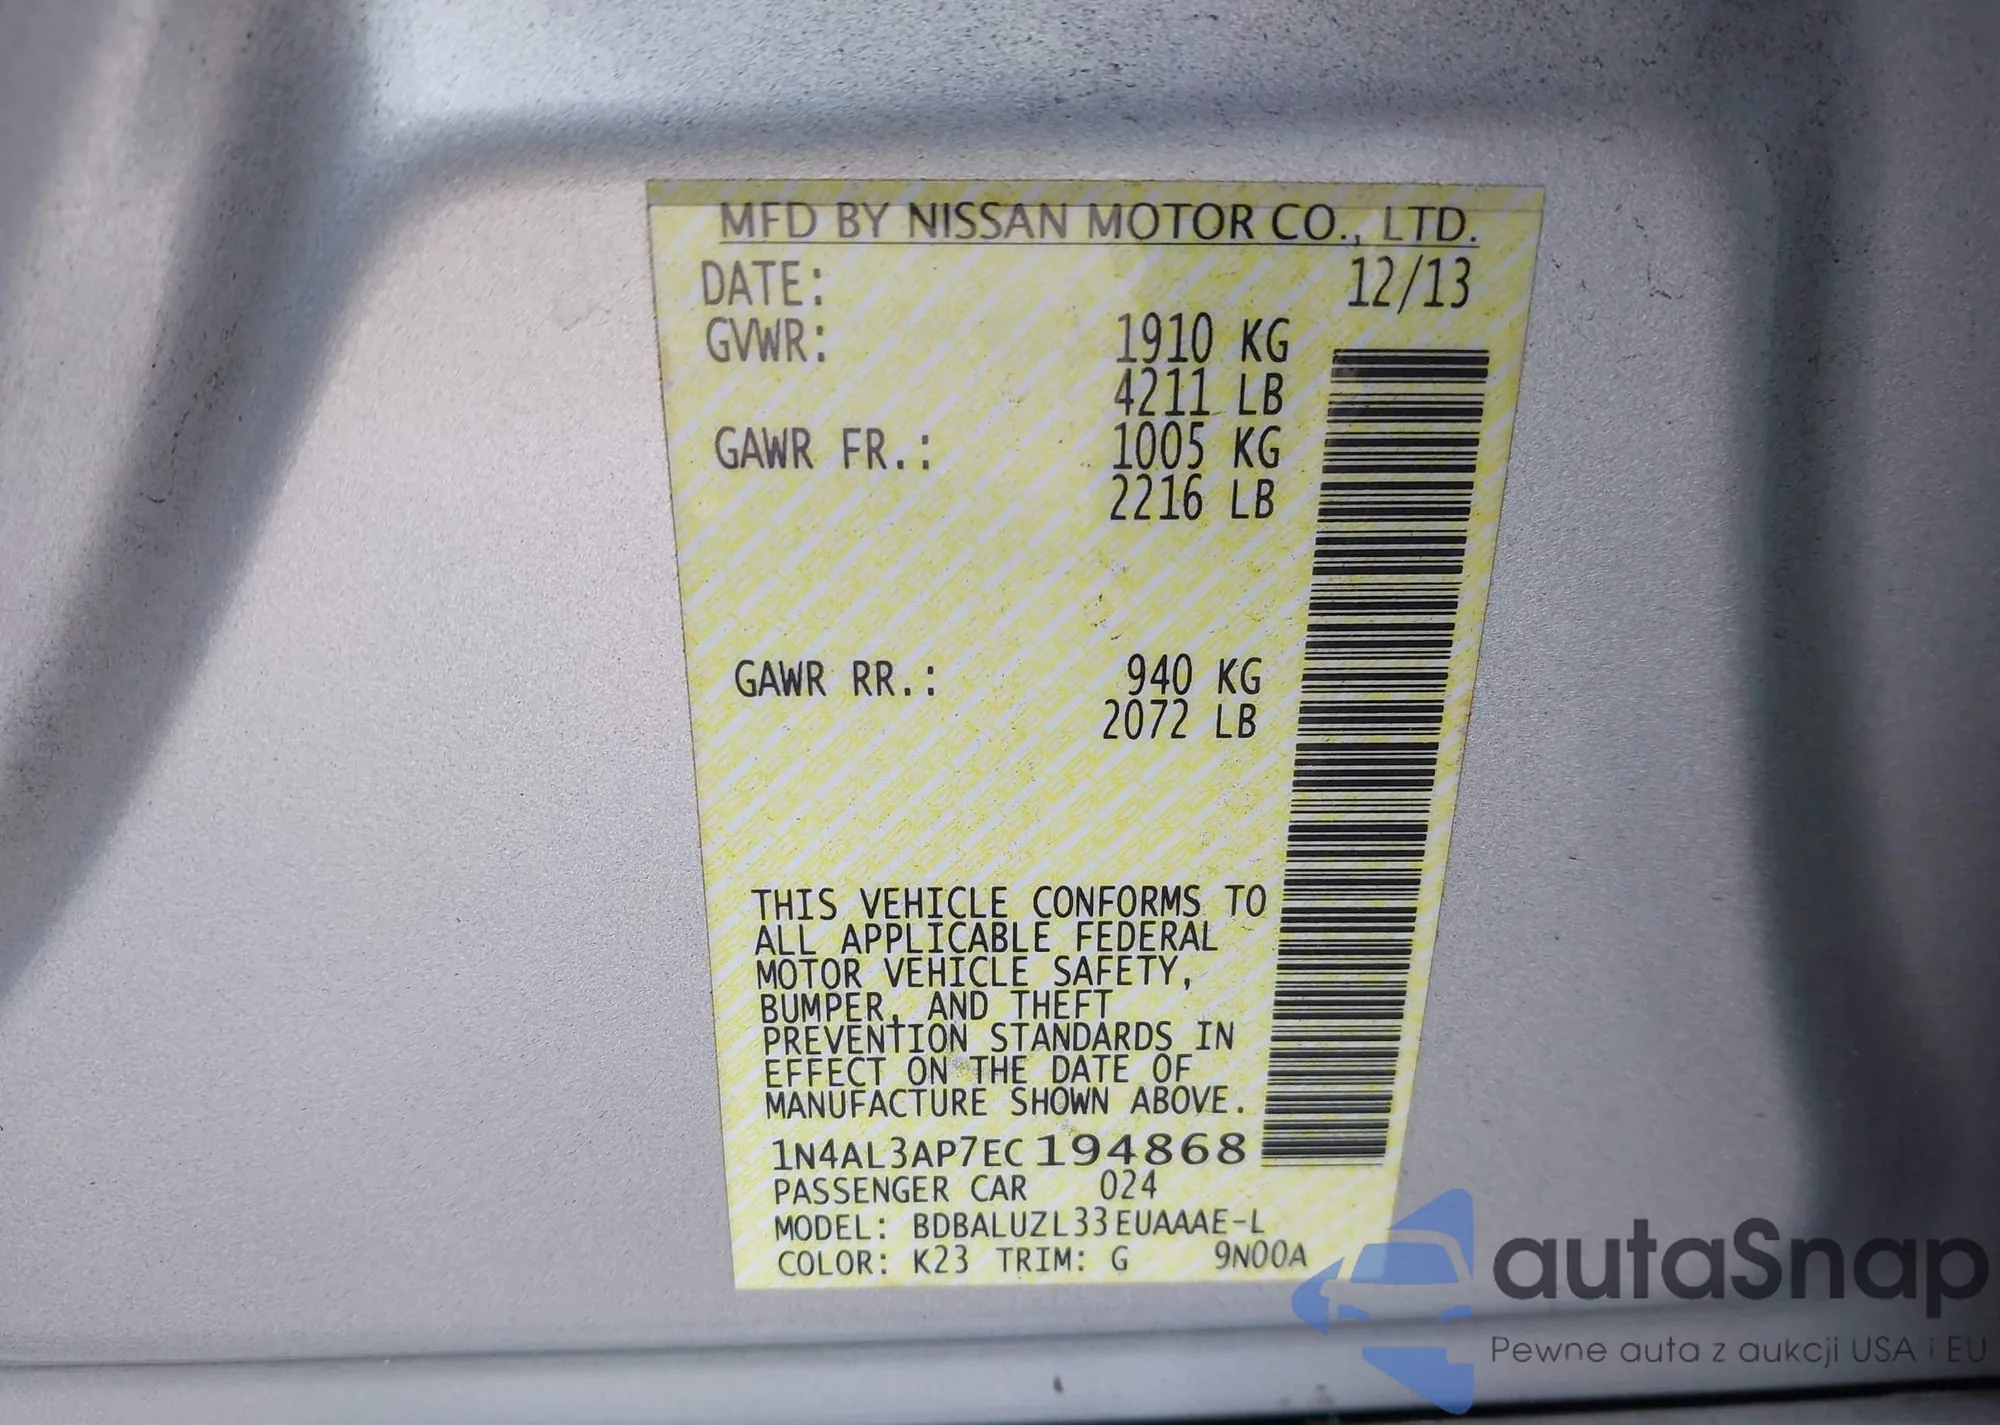 MFD BY NISSAN MOTOR CO., LTD.
DATE: 12/13
GVWR: 1910 KG
4211 LB
GAWR FR.: 1005 KG
2216 LB
GAWR RR.: 940 KG
2072 LB
THIS VEHICLE CONFORMS TO
ALL APPLICABLE FEDERAL
MOTOR VEHICLE SAFETY,
BUMPER, AND THEFT
PREVENTION STANDARDS IN
EFFECT ON THE DATE OF
MANUFACTURE SHOWN ABOVE.
1N4AL3AP7EC194868
PASSENGER CAR 024
MODEL: BDBALUZL33EUAAAE-L
COLOR: K23 TRIM: G 9N00A
autaSnap
Pewne auta z aukcji USA i EU